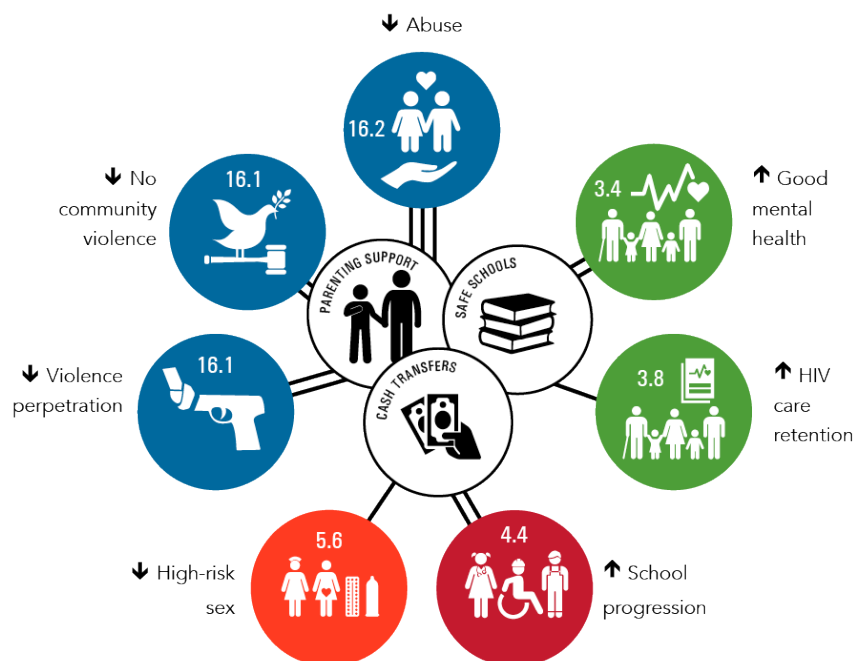 🡫 Abuse
16.2
16.1
🡫 No
community
violence
3.4
🡩 Good
mental
health
PARENTING SUPPORT
SAFE SCHOOLS
16.1
🡫 Violence
perpetration
CASH TRANSFERS
3.8
🡩 HIV
care
retention
5.6
🡫 High-risk
sex
4.4
🡩 School
progression